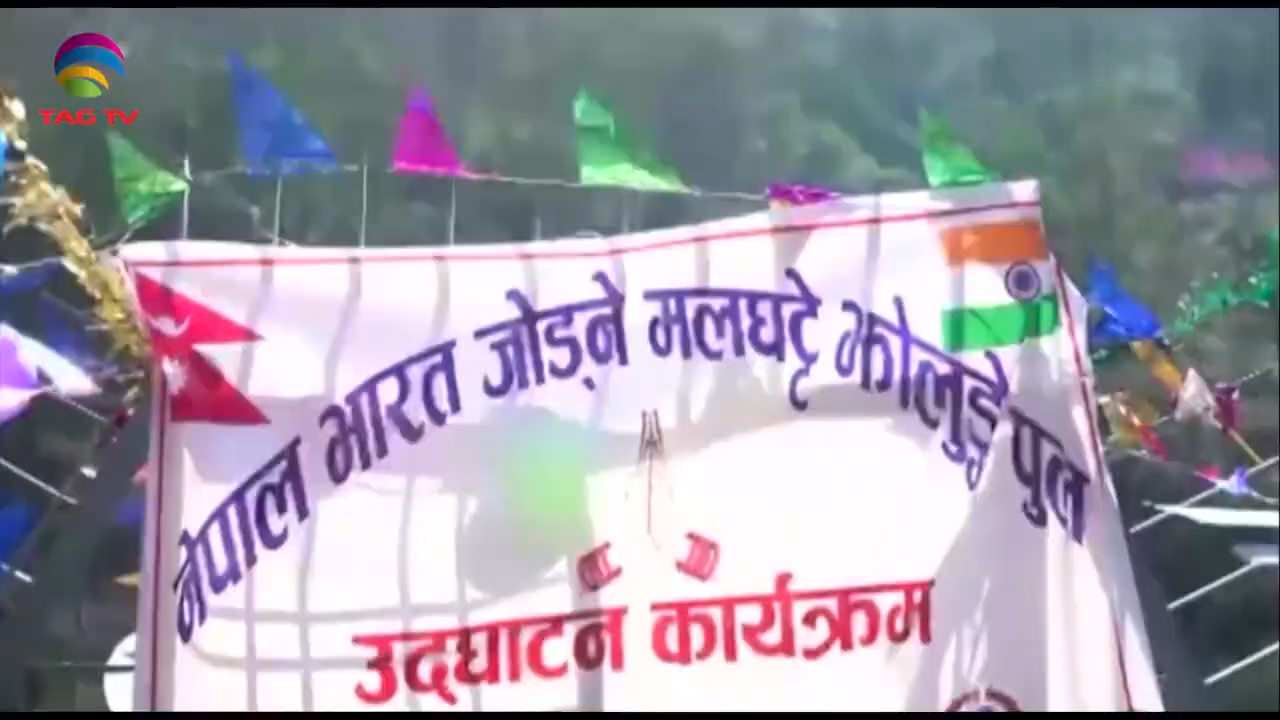 TAG TV
नेपाल भारत जोड्ने मलघट्टे झोलुङ्गे पुल
उद्घाटन कार्यक्रम